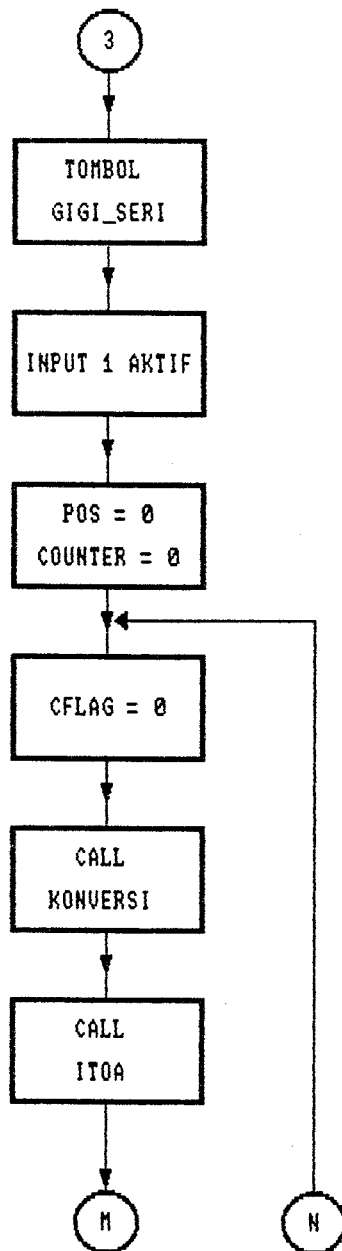 3
TOMBOL
GIGI_SERI
INPUT 1 AKTIF
POS = 0
COUNTER = 0
CFLAG = 0
CALL
KONVERSI
CALL
ITOA
M
N